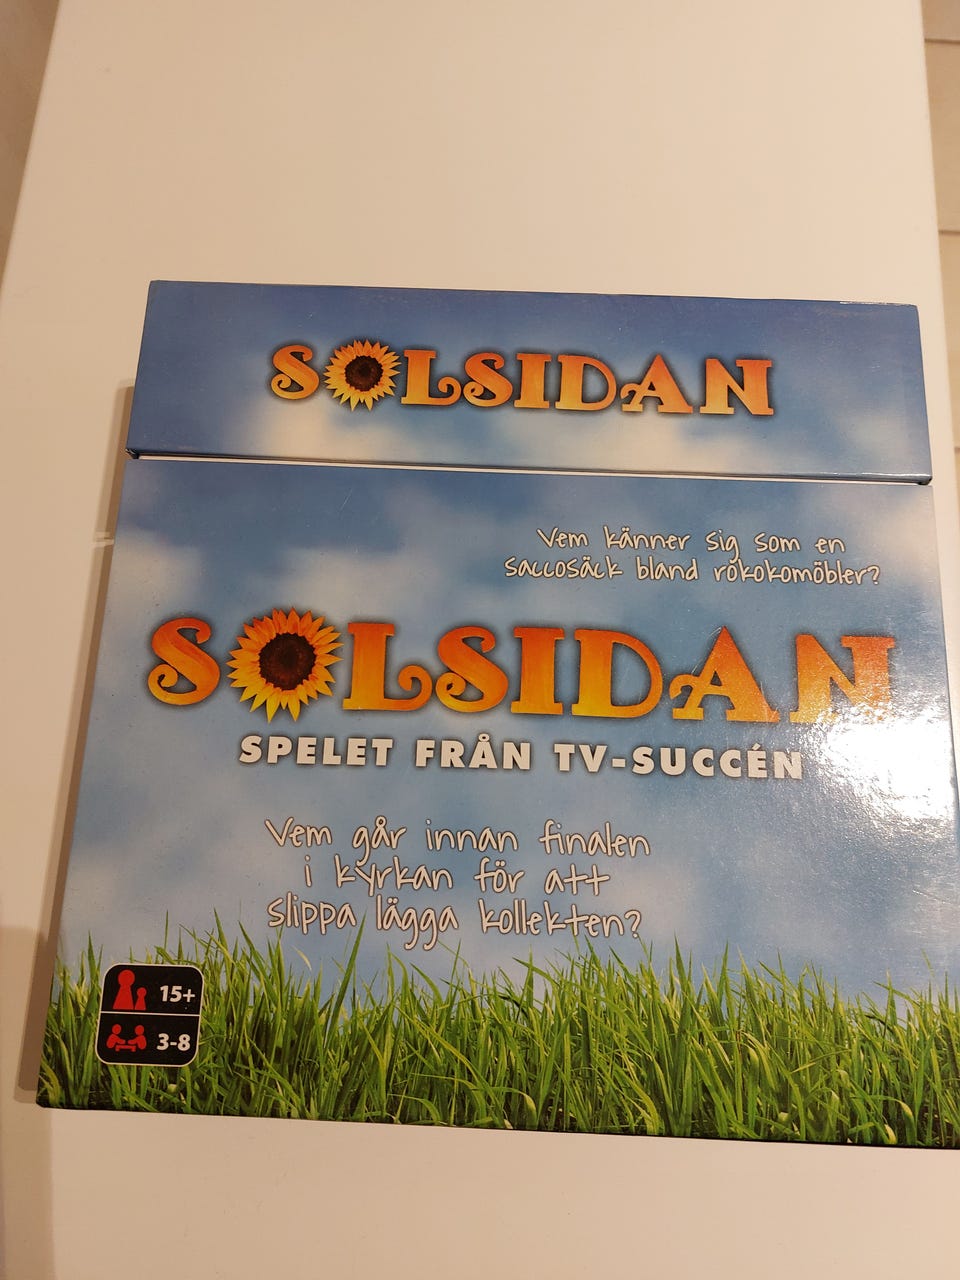 SOLSIDAN
Vem känner sig som en
saccosäck bland rokokomöbler?
SOLSIDAN
SPELET FRÅN TV-SUCCÉN
Vem går innan finalen
i kyrkan för att
slippa lägga kollekten?
15+
3-8